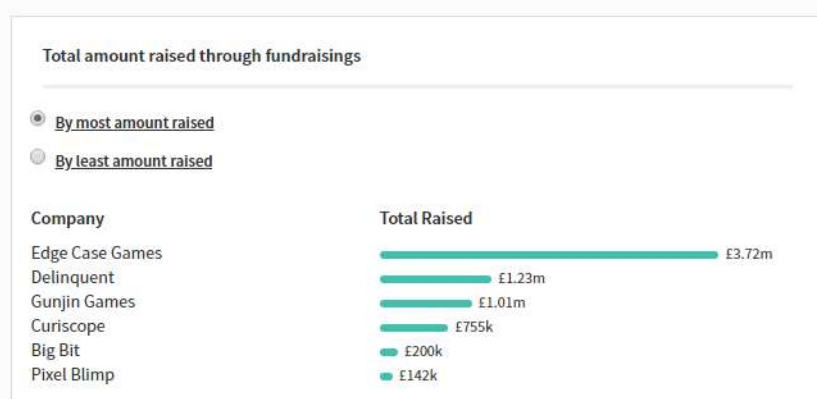 Total amount raised through fundraisings
By most amount raised
By least amount raised
Company Total Raised
Edge Case Games £3.72m
Delinquent £1.23m
Gunjin Games £1.01m
Curiscope £755k
Big Bit £200k
Pixel Blimp £142k